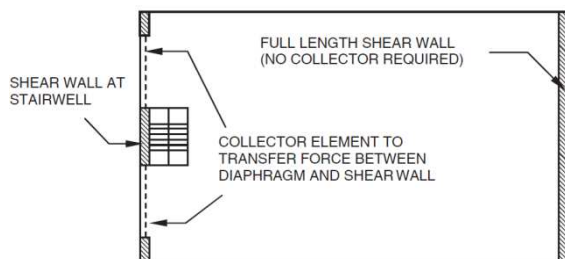 FULL LENGTH SHEAR WALL
(NO COLLECTOR REQUIRED)
SHEAR WALL AT
STAIRWELL
COLLECTOR ELEMENT TO
TRANSFER FORCE BETWEEN
DIAPHRAGM AND SHEAR WALL